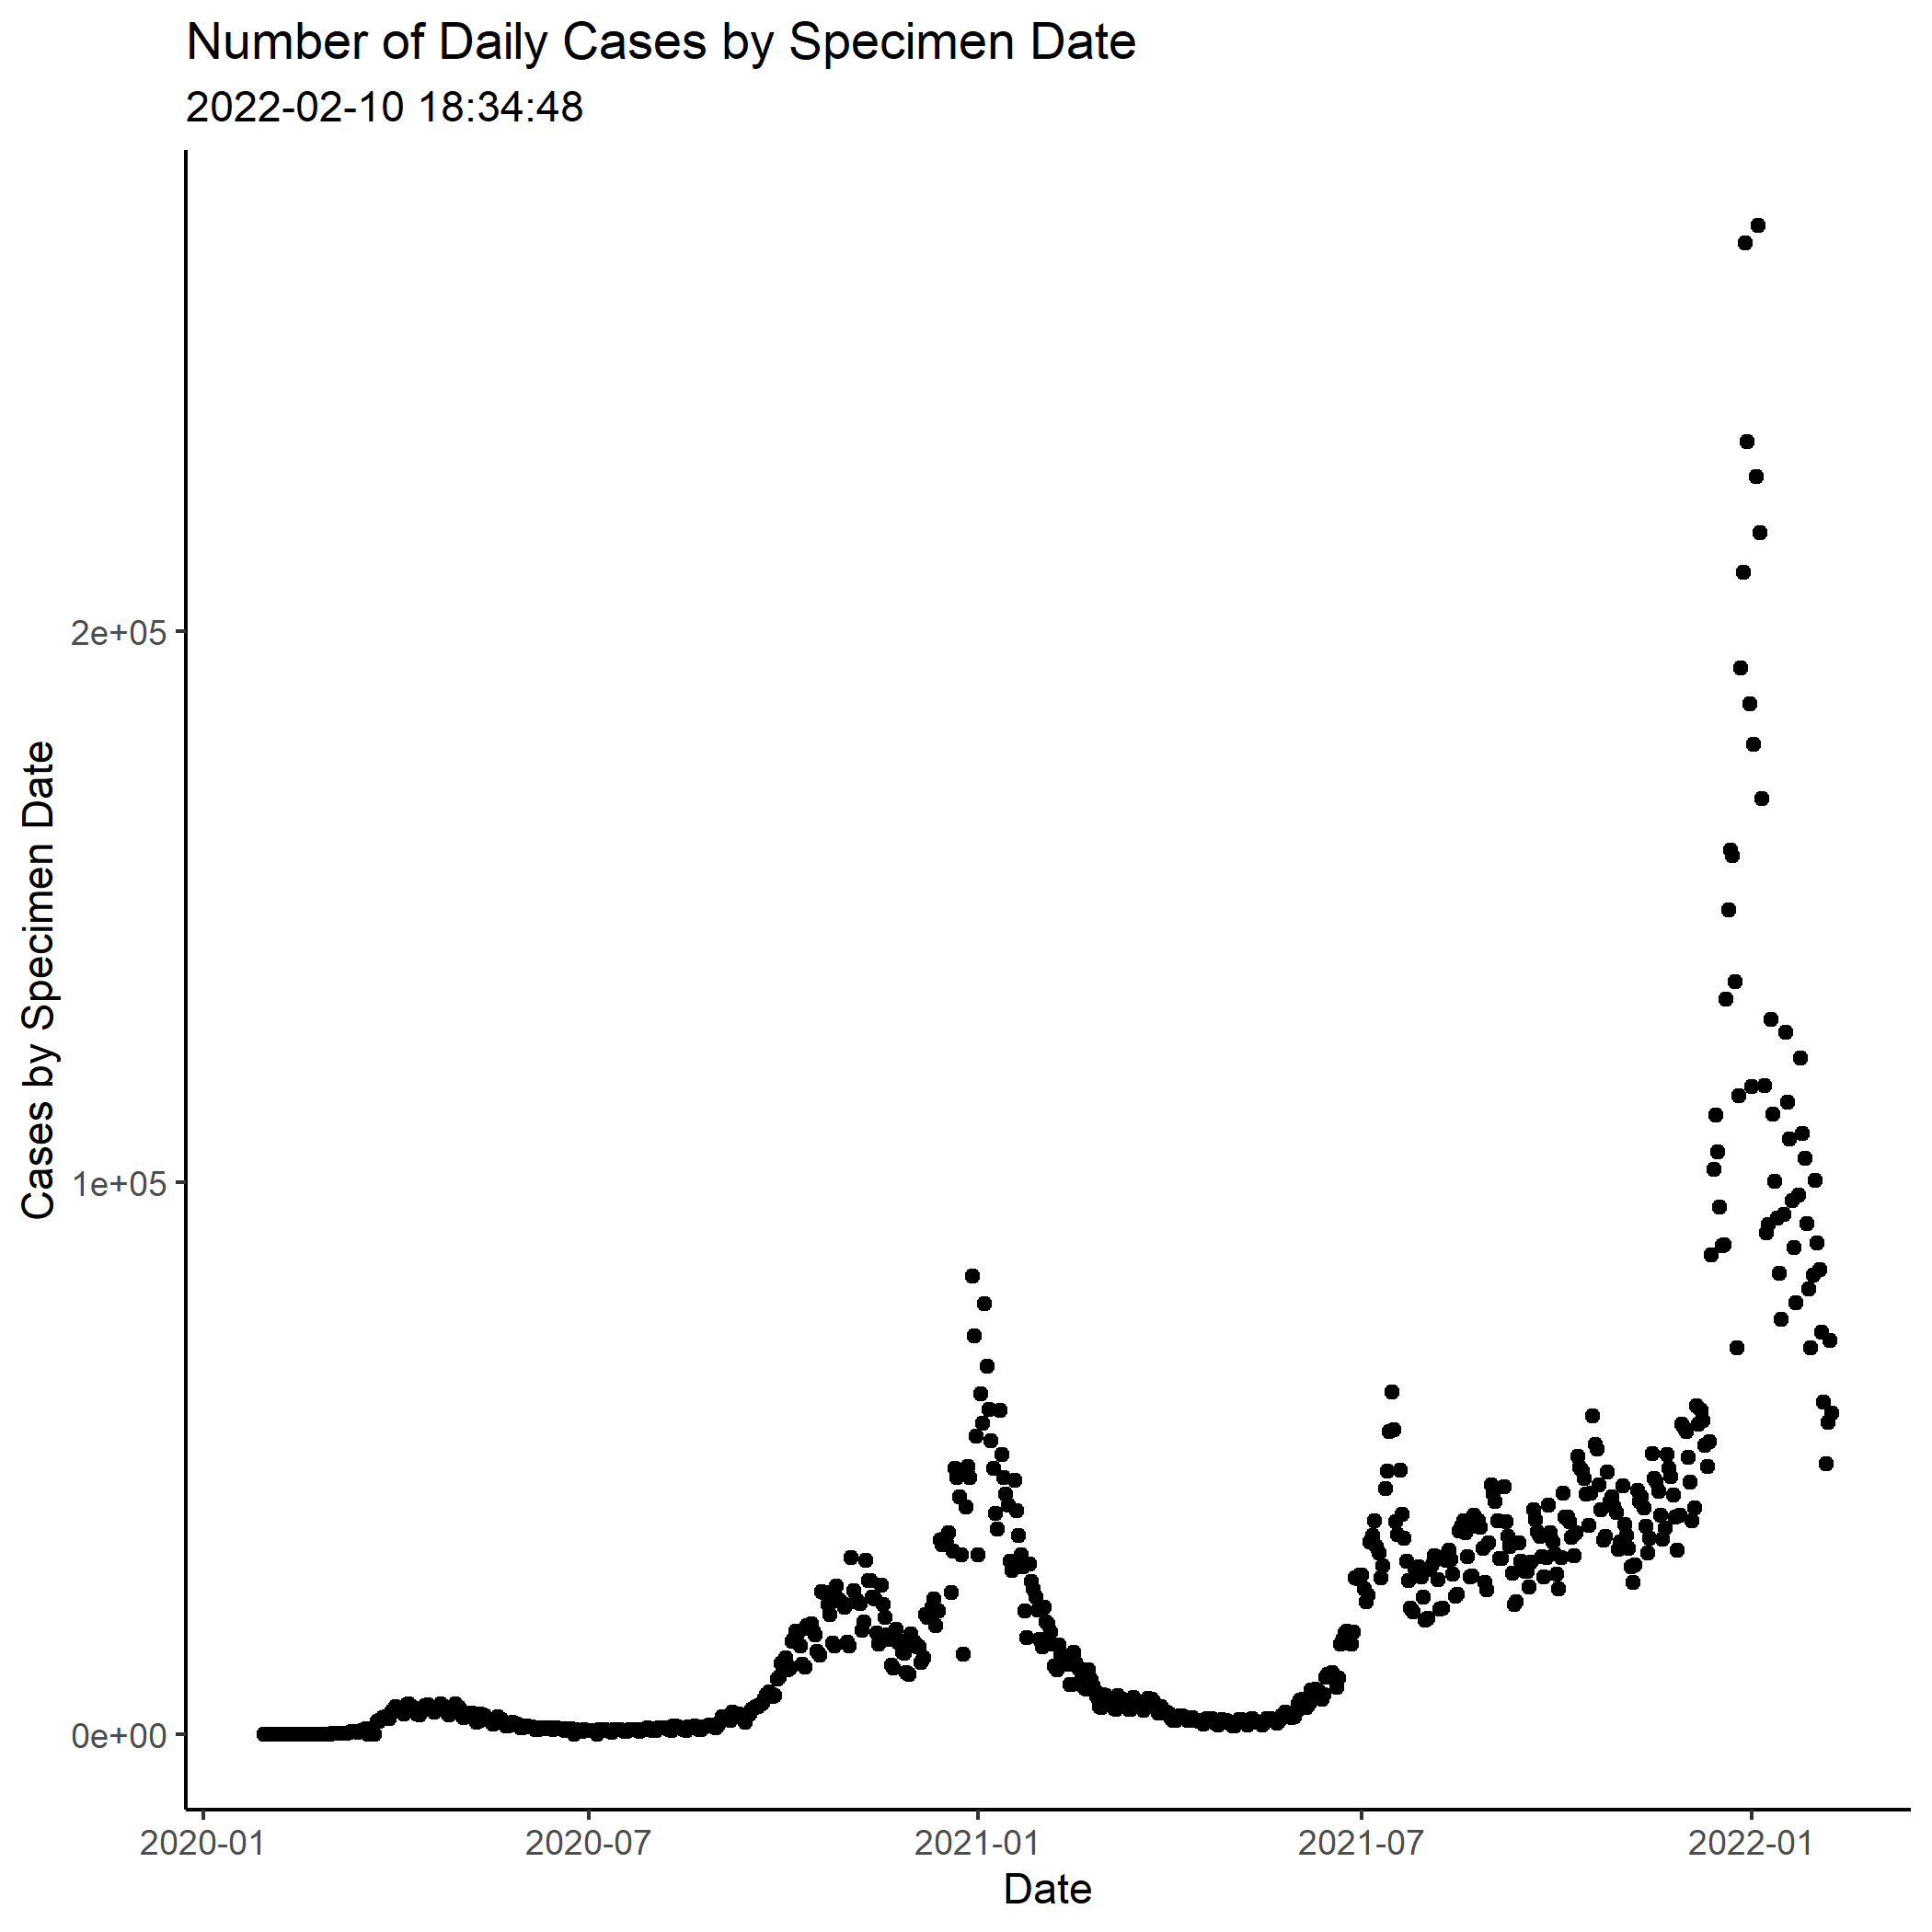 Number of Daily Cases by Specimen Date
2022-02-10 18:34:48
Cases by Specimen Date
2e+05
1e+05
0e+00
2020-01
2020-07
2021-01
2021-07
2022-01
Date